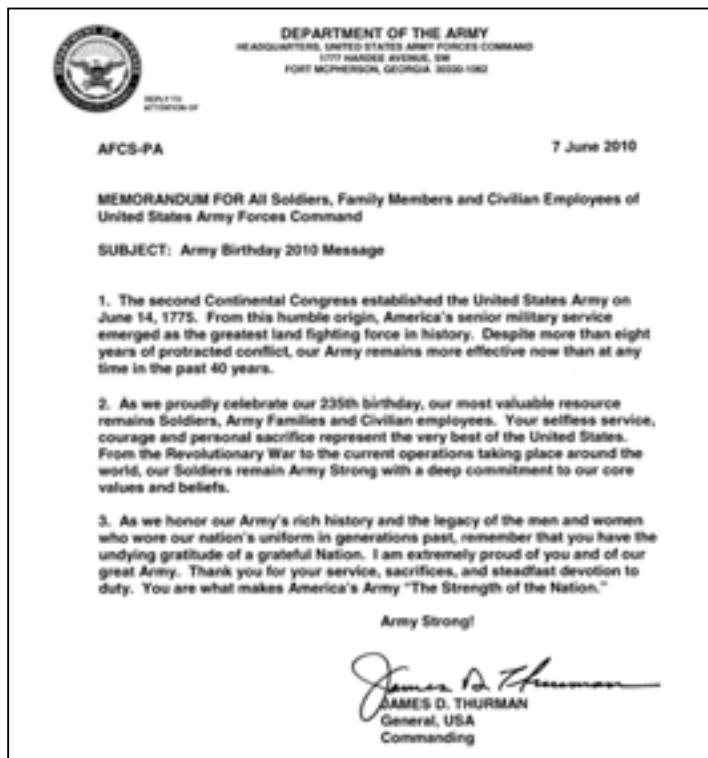 DEPARTMENT OF THE ARMY
HEADQUARTERS, UNITED STATES ARMY FORCES COMMAND
1777 HARDEE AVENUE, SW
FORT MCPHERSON, GEORGIA 30330-1062
REPLY TO
ATTENTION OF
AFCS-PA 7 June 2010
MEMORANDUM FOR All Soldiers, Family Members and Civilian Employees of
United States Army Forces Command
SUBJECT: Army Birthday 2010 Message
1. The second Continental Congress established the United States Army on
June 14, 1775. From this humble origin, America's senior military service
emerged as the greatest land fighting force in history. Despite more than eight
years of protracted conflict, our Army remains more effective now than at any
time in the past 40 years.
2. As we proudly celebrate our 235th birthday, our most valuable resource
remains Soldiers, Army Families and Civilian employees. Your selfless service,
courage and personal sacrifice represent the very best of the United States.
From the Revolutionary War to the current operations taking place around the
world, our Soldiers remain Army Strong with a deep commitment to our core
values and beliefs.
3. As we honor our Army's rich history and the legacy of the men and women
who wore our nation's uniform in generations past, remember that you have the
undying gratitude of a grateful Nation. I am extremely proud of you and of our
great Army. Thank you for your service, sacrifices, and steadfast devotion to
duty. You are what makes America's Army "The Strength of the Nation."
Army Strong!
James D. Thurman
JAMES D. THURMAN
General, USA
Commanding